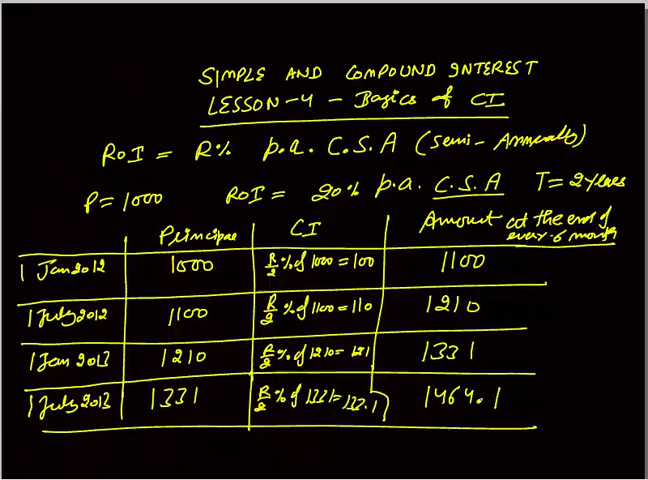 SIMPLE AND COMPOUND INTEREST
LESSON-4 - Basics of CI
ROI = R% p.a. C.S.A (semi-Annually)
P=1000 ROI = 20% p.a. C.S.A T=2years
Principal CI Amount at the end of every 6 month
1 Jan 2012 1000 R/2 % of 1000 = 100 1100
1 July 2012 1100 R/2 % of 1100 = 110 1210
1 Jan 2013 1210 R/2 % of 1210 = 121 1331
1 July 2013 1331 R/2 % of 1331 = 133.1 1464.1